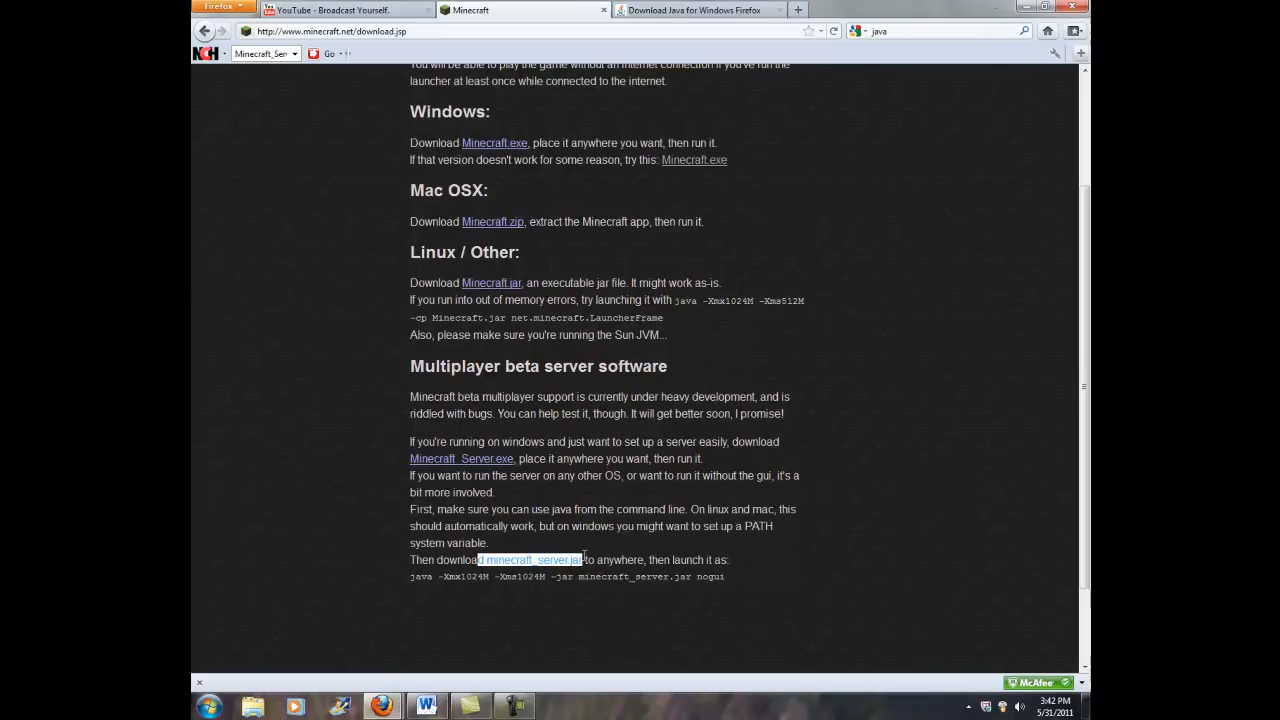 Firefox
YouTube - Broadcast Yourself.
Minecraft
Download Java for Windows Firefox
http://www.minecraft.net/download.jsp
java
NCH
Minecraft_Ser
Go
You will be able to play the game without an internet connection if you've run the
launcher at least once while connected to the internet.
Windows:
Download Minecraft.exe, place it anywhere you want, then run it.
If that version doesn't work for some reason, try this: Minecraft.exe
Mac OSX:
Download Minecraft.zip, extract the Minecraft app, then run it.
Linux / Other:
Download Minecraft.jar, an executable jar file. It might work as-is.
If you run into out of memory errors, try launching it with java -Xmx1024M -Xms512M
-cp Minecraft.jar net.minecraft.LauncherFrame
Also, please make sure you're running the Sun JVM...
Multiplayer beta server software
Minecraft beta multiplayer support is currently under heavy development, and is
riddled with bugs. You can help test it, though. It will get better soon, I promise!
If you're running on windows and just want to set up a server easily, download
Minecraft_Server.exe, place it anywhere you want, then run it.
If you want to run the server on any other OS, or want to run it without the gui, it's a
bit more involved.
First, make sure you can use java from the command line. On linux and mac, this
should automatically work, but on windows you might want to set up a PATH
system variable.
Then download minecraft_server.jar to anywhere, then launch it as:
java -Xmx1024M -Xms1024M -jar minecraft_server.jar nogui
McAfee
3:42 PM
5/31/2011